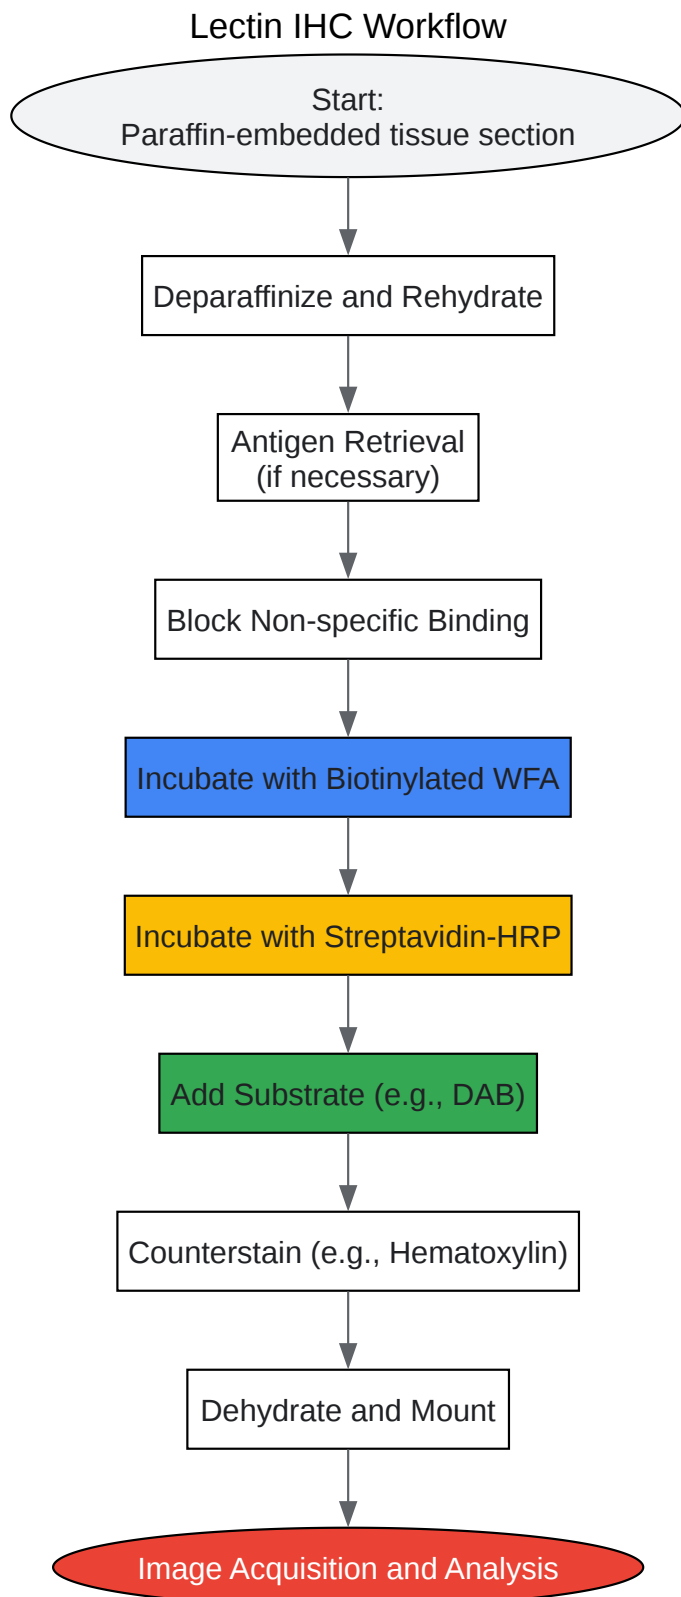 Lectin IHC Workflow
Start:
Paraffin-embedded tissue section
Deparaffinize and Rehydrate
Antigen Retrieval
(if necessary)
Block Non-specific Binding
Incubate with Biotinylated WFA
Incubate with Streptavidin-HRP
Add Substrate (e.g., DAB)
Counterstain (e.g., Hematoxylin)
Dehydrate and Mount
Image Acquisition and Analysis